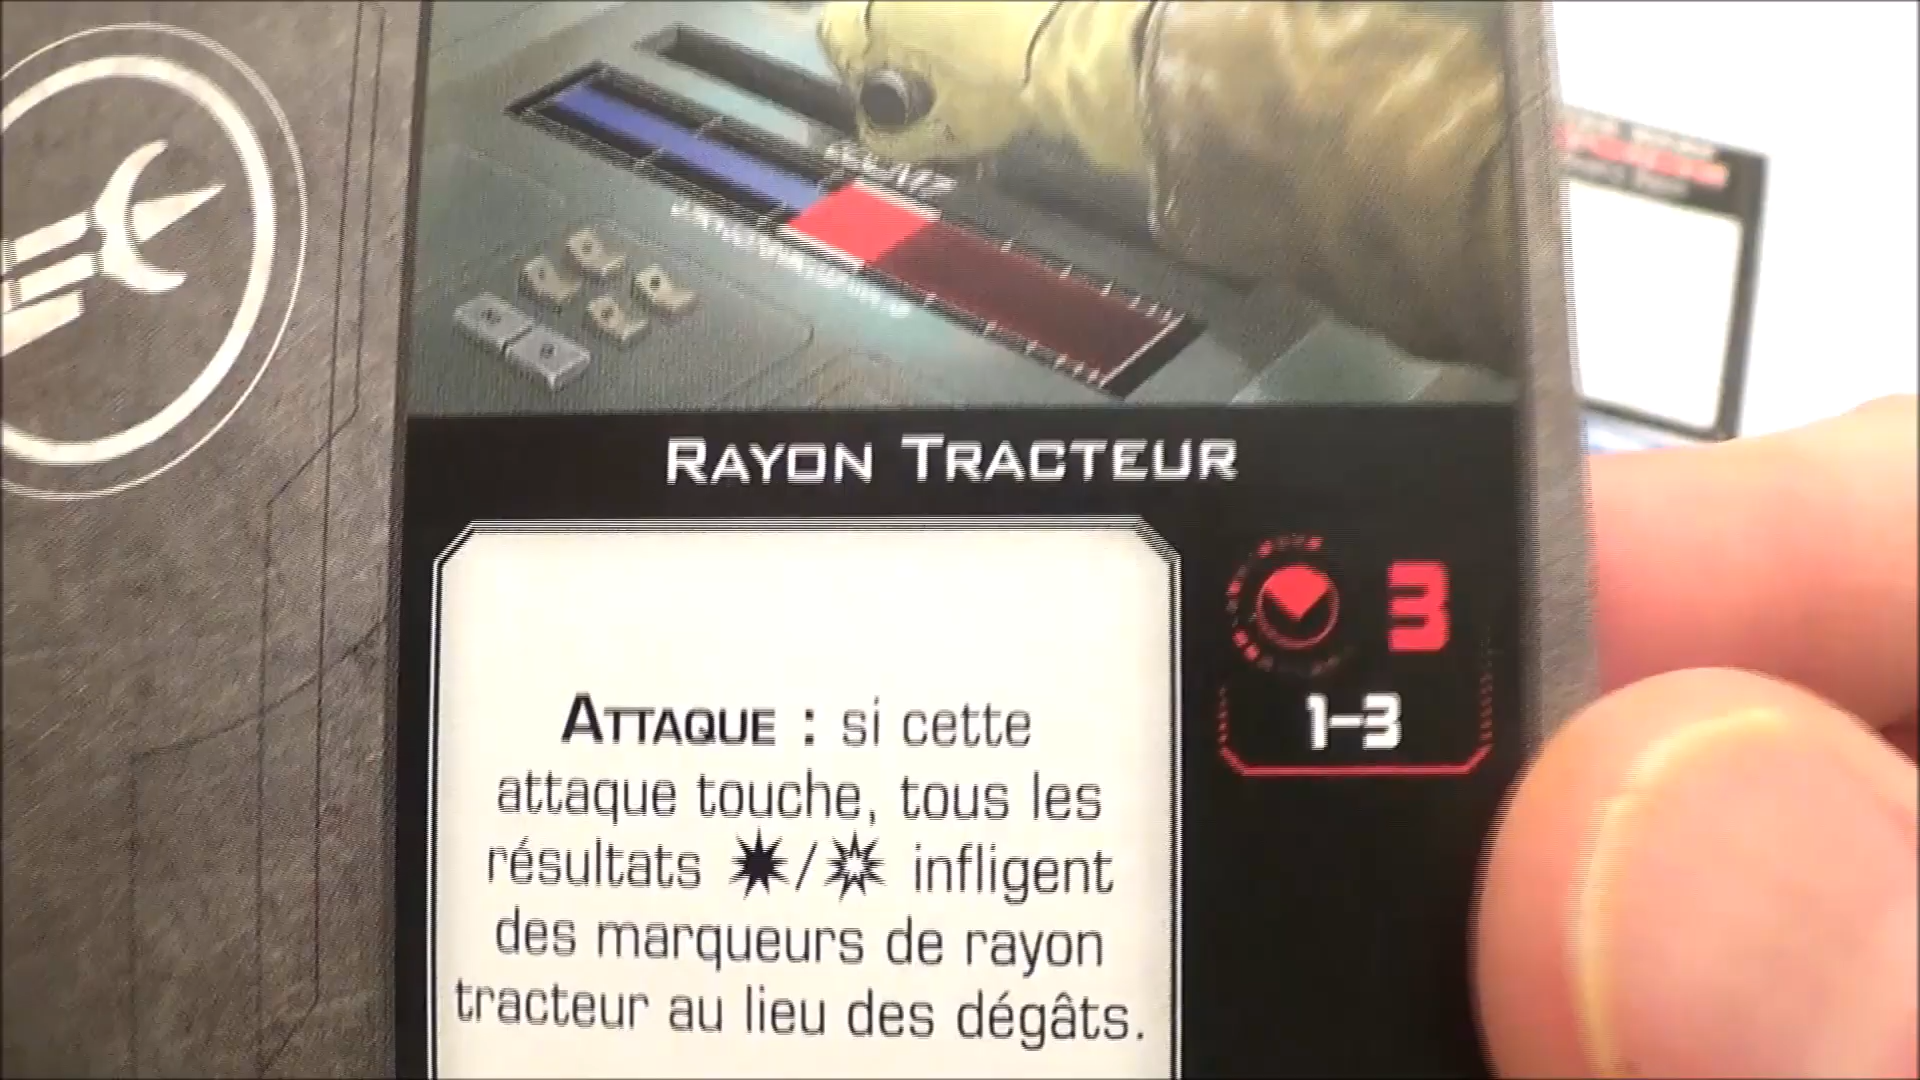 RAYON TRACTEUR
3
1–3
ATTAQUE : si cette
attaque touche, tous les
résultats / infligent
des marqueurs de rayon
tracteur au lieu des dégâts.